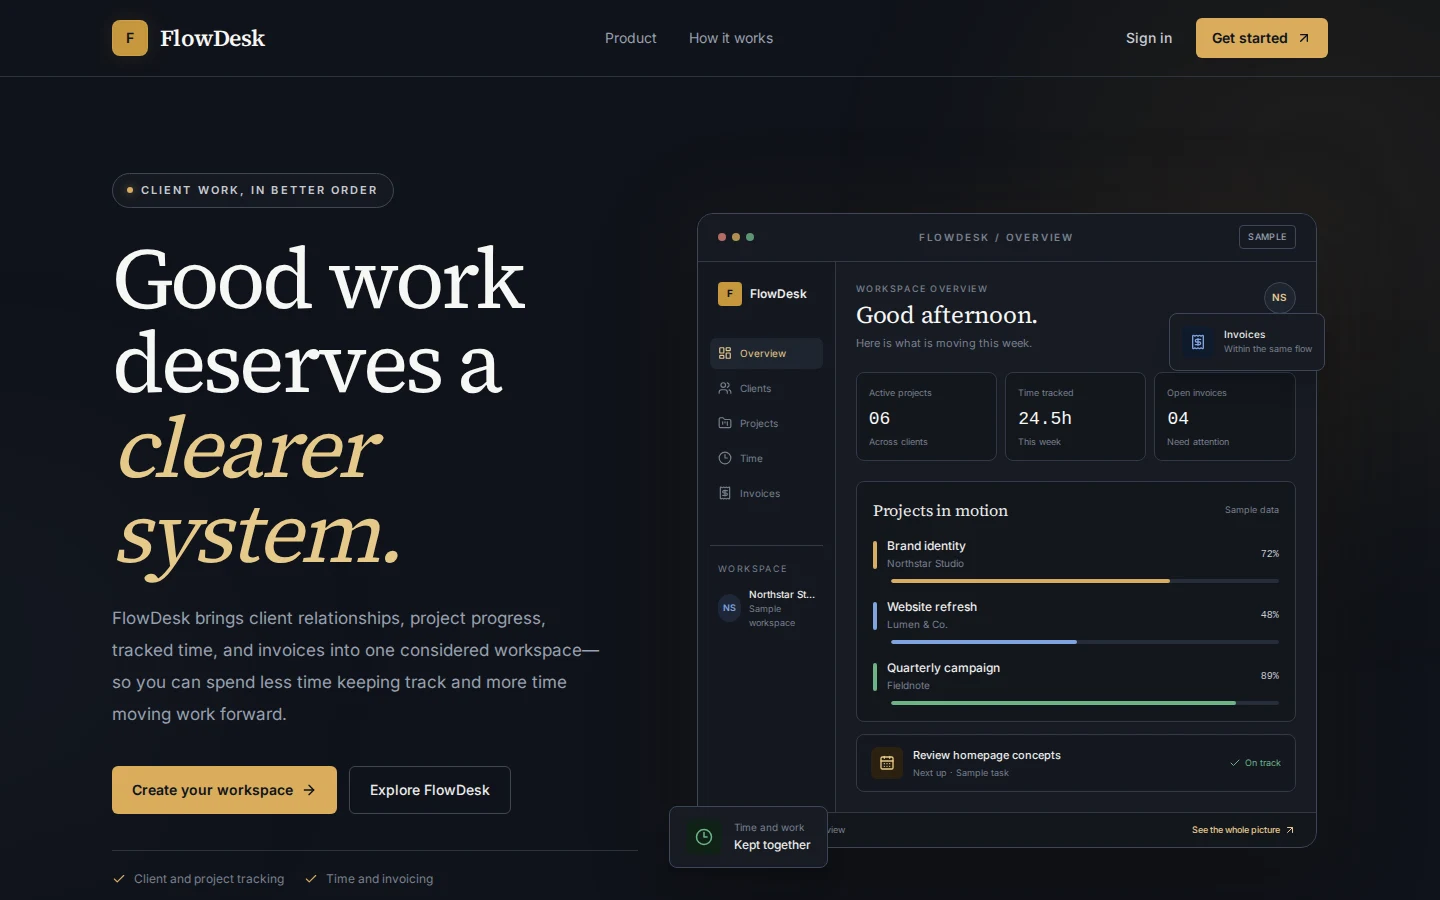 F FlowDesk
Product How it works
Sign in Get started
CLIENT WORK, IN BETTER ORDER
Good work
deserves a
clearer
system.
FlowDesk brings client relationships, project progress,
tracked time, and invoices into one considered workspace—
so you can spend less time keeping track and more time
moving work forward.
Create your workspace Explore FlowDesk
Client and project tracking Time and invoicing
FLOWDESK / OVERVIEW SAMPLE
F FlowDesk
Overview
Clients
Projects
Time
Invoices
WORKSPACE
NS Northstar St...
Sample
workspace
WORKSPACE OVERVIEW
NS
Good afternoon.
Here is what is moving this week.
Invoices
Within the same flow
Active projects
06
Across clients
Time tracked
24.5h
This week
Open invoices
04
Need attention
Projects in motion Sample data
Brand identity
Northstar Studio
72%
Website refresh
Lumen & Co.
48%
Quarterly campaign
Fieldnote
89%
Review homepage concepts
Next up · Sample task
On track
Time and work
Kept together
See the whole picture